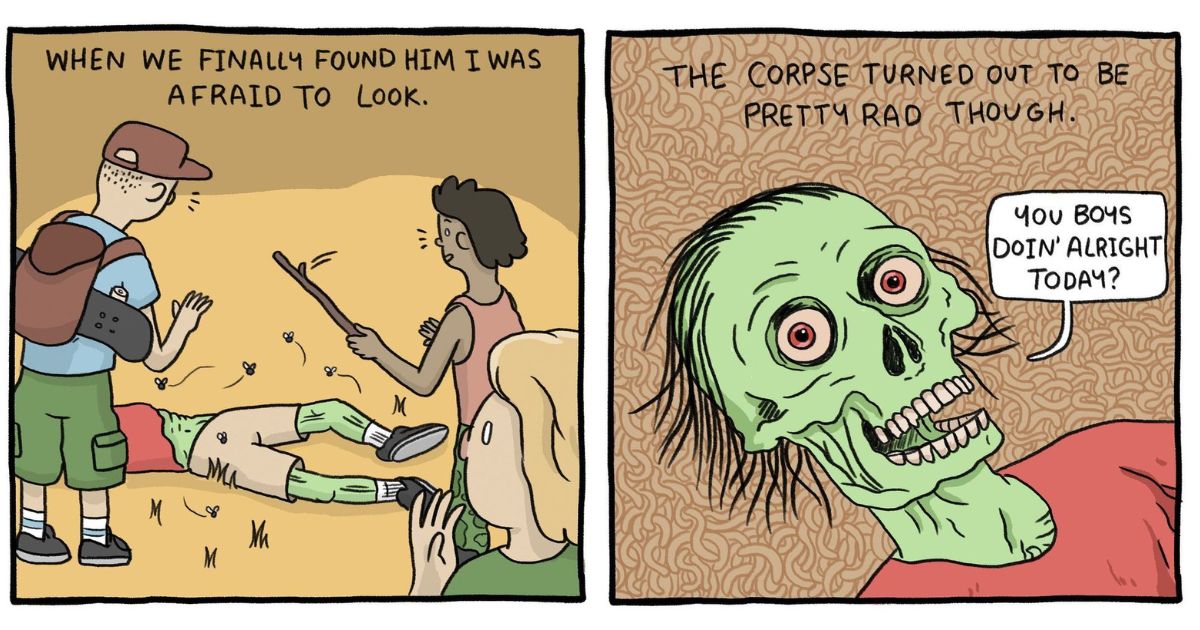 WHEN WE FINALLY FOUND HIM I WAS
AFRAID TO LOOK.
THE CORPSE TURNED OUT TO BE
PRETTY RAD THOUGH.
YOU BOYS
DOIN' ALRIGHT
TODAY?